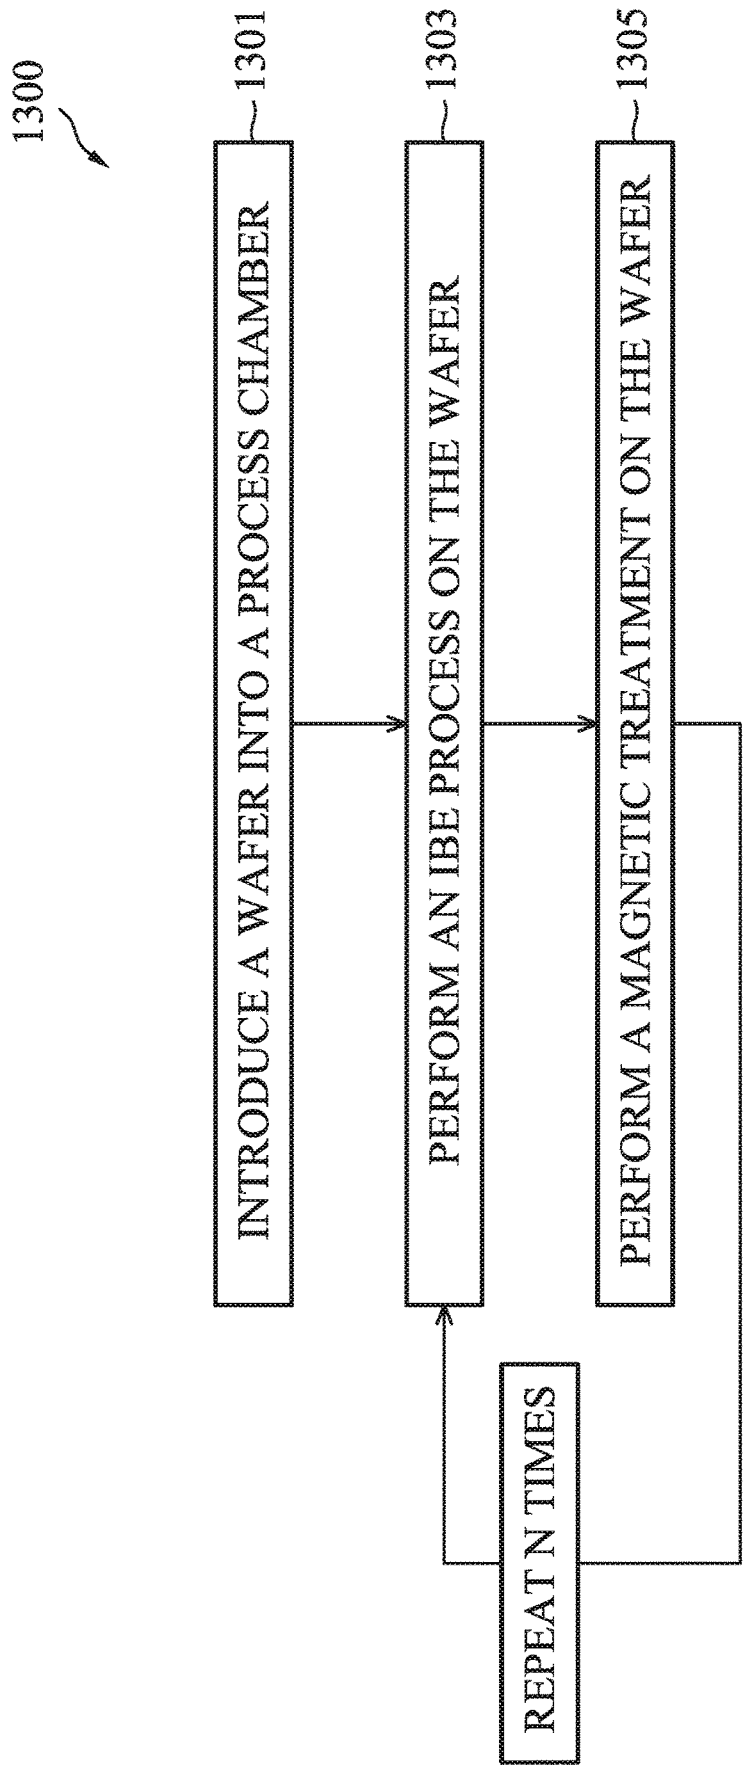 1300
INTRODUCE A WAFER INTO A PROCESS CHAMBER
1301
PERFORM AN IBE PROCESS ON THE WAFER
1303
REPEAT N TIMES
PERFORM A MAGNETIC TREATMENT ON THE WAFER
1305